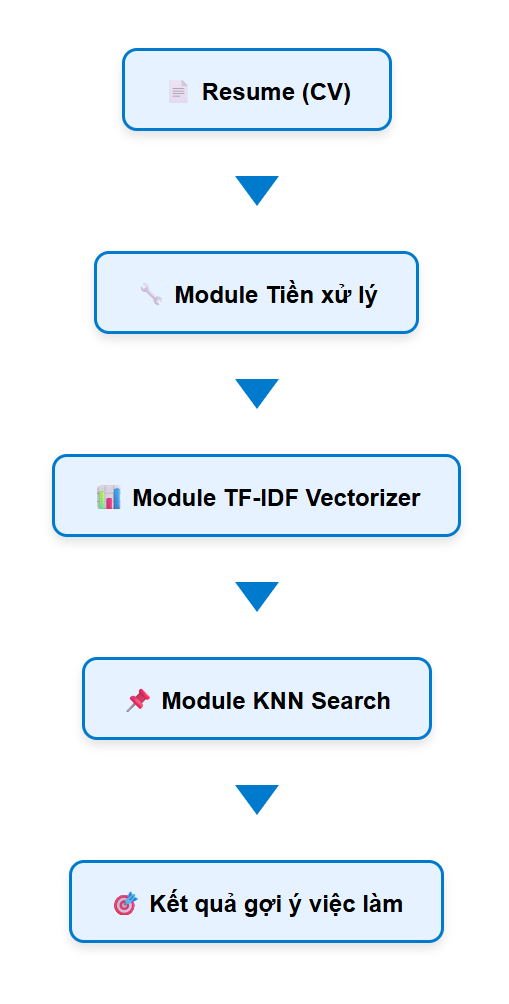 Resume (CV)
Module Tiền xử lý
Module TF-IDF Vectorizer
Module KNN Search
Kết quả gợi ý việc làm